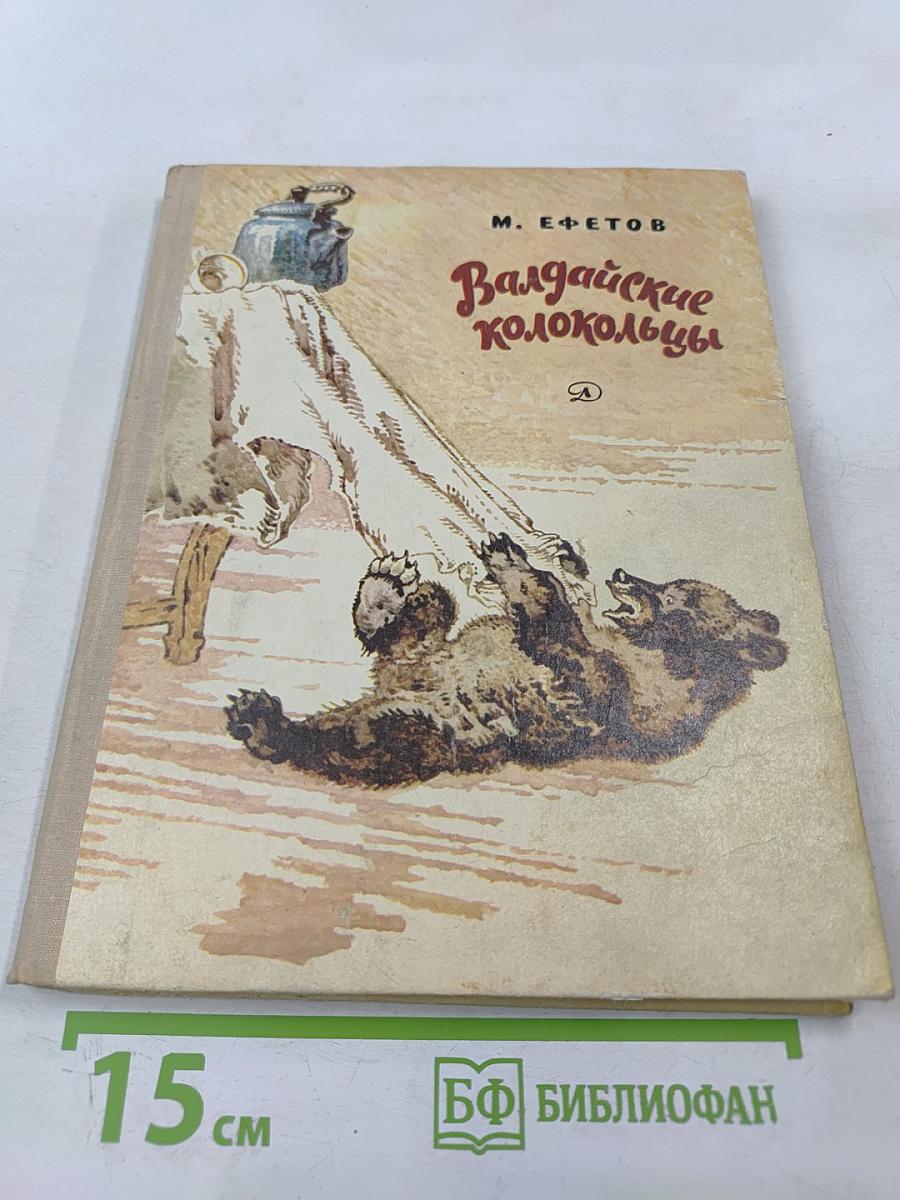 М. ЕФЕТОВ
Валдайские
колокольцы
Д
15 см
БФ БИБЛИОФАН